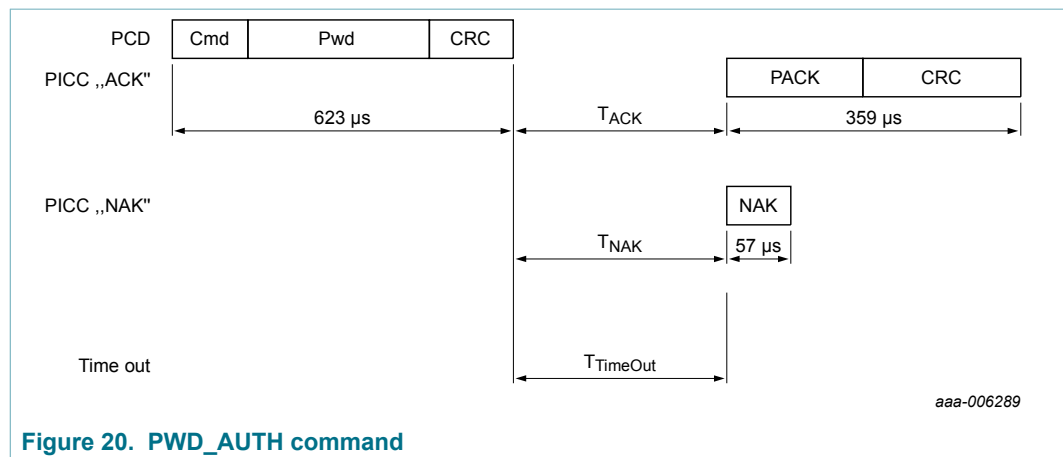 PCD Cmd Pwd CRC
PICC ,,ACK" PACK CRC
623 µs TACK 359 µs
PICC ,,NAK" NAK
TNAK 57 µs
Time out TTimeOut
aaa-006289
Figure 20. PWD_AUTH command